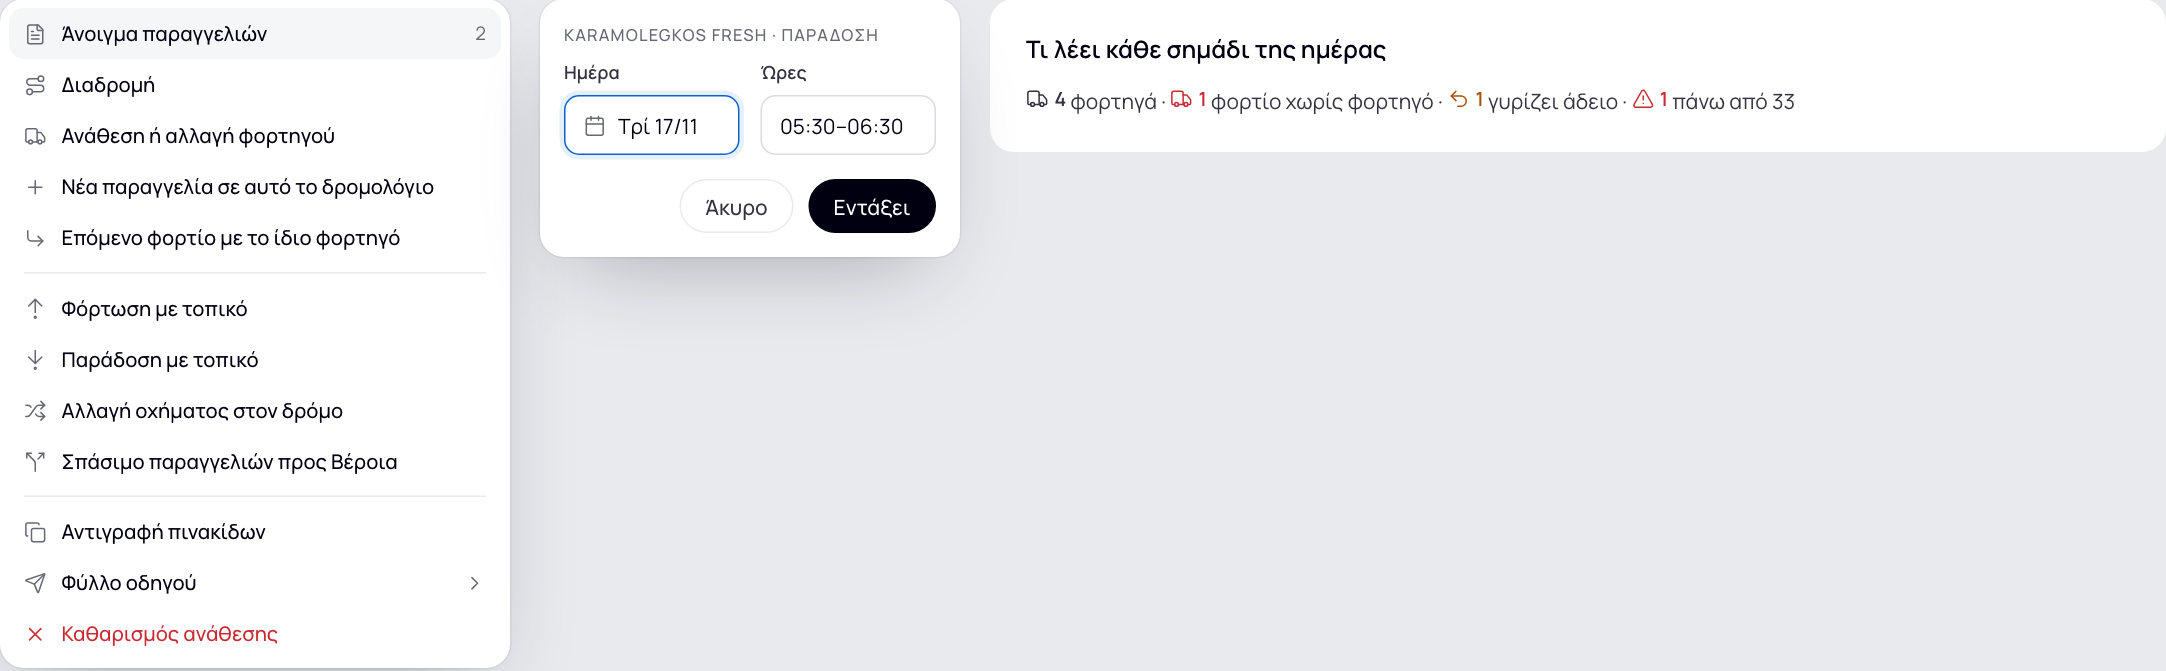 Άνοιγμα παραγγελιών 2
Διαδρομή
Ανάθεση ή αλλαγή φορτηγού
Νέα παραγγελία σε αυτό το δρομολόγιο
Επόμενο φορτίο με το ίδιο φορτηγό
Φόρτωση με τοπικό
Παράδοση με τοπικό
Αλλαγή οχήματος στον δρόμο
Σπάσιμο παραγγελιών προς Βέροια
Αντιγραφή πινακίδων
Φύλλο οδηγού
Καθαρισμός ανάθεσης
KARAMOLEGKOS FRESH · ΠΑΡΑΔΟΣΗ
Ημέρα Ώρες
Τρί 17/11 05:30–06:30
Άκυρο Εντάξει
Τι λέει κάθε σημάδι της ημέρας
4 φορτηγά · 1 φορτίο χωρίς φορτηγό · 1 γυρίζει άδειο · 1 πάνω από 33